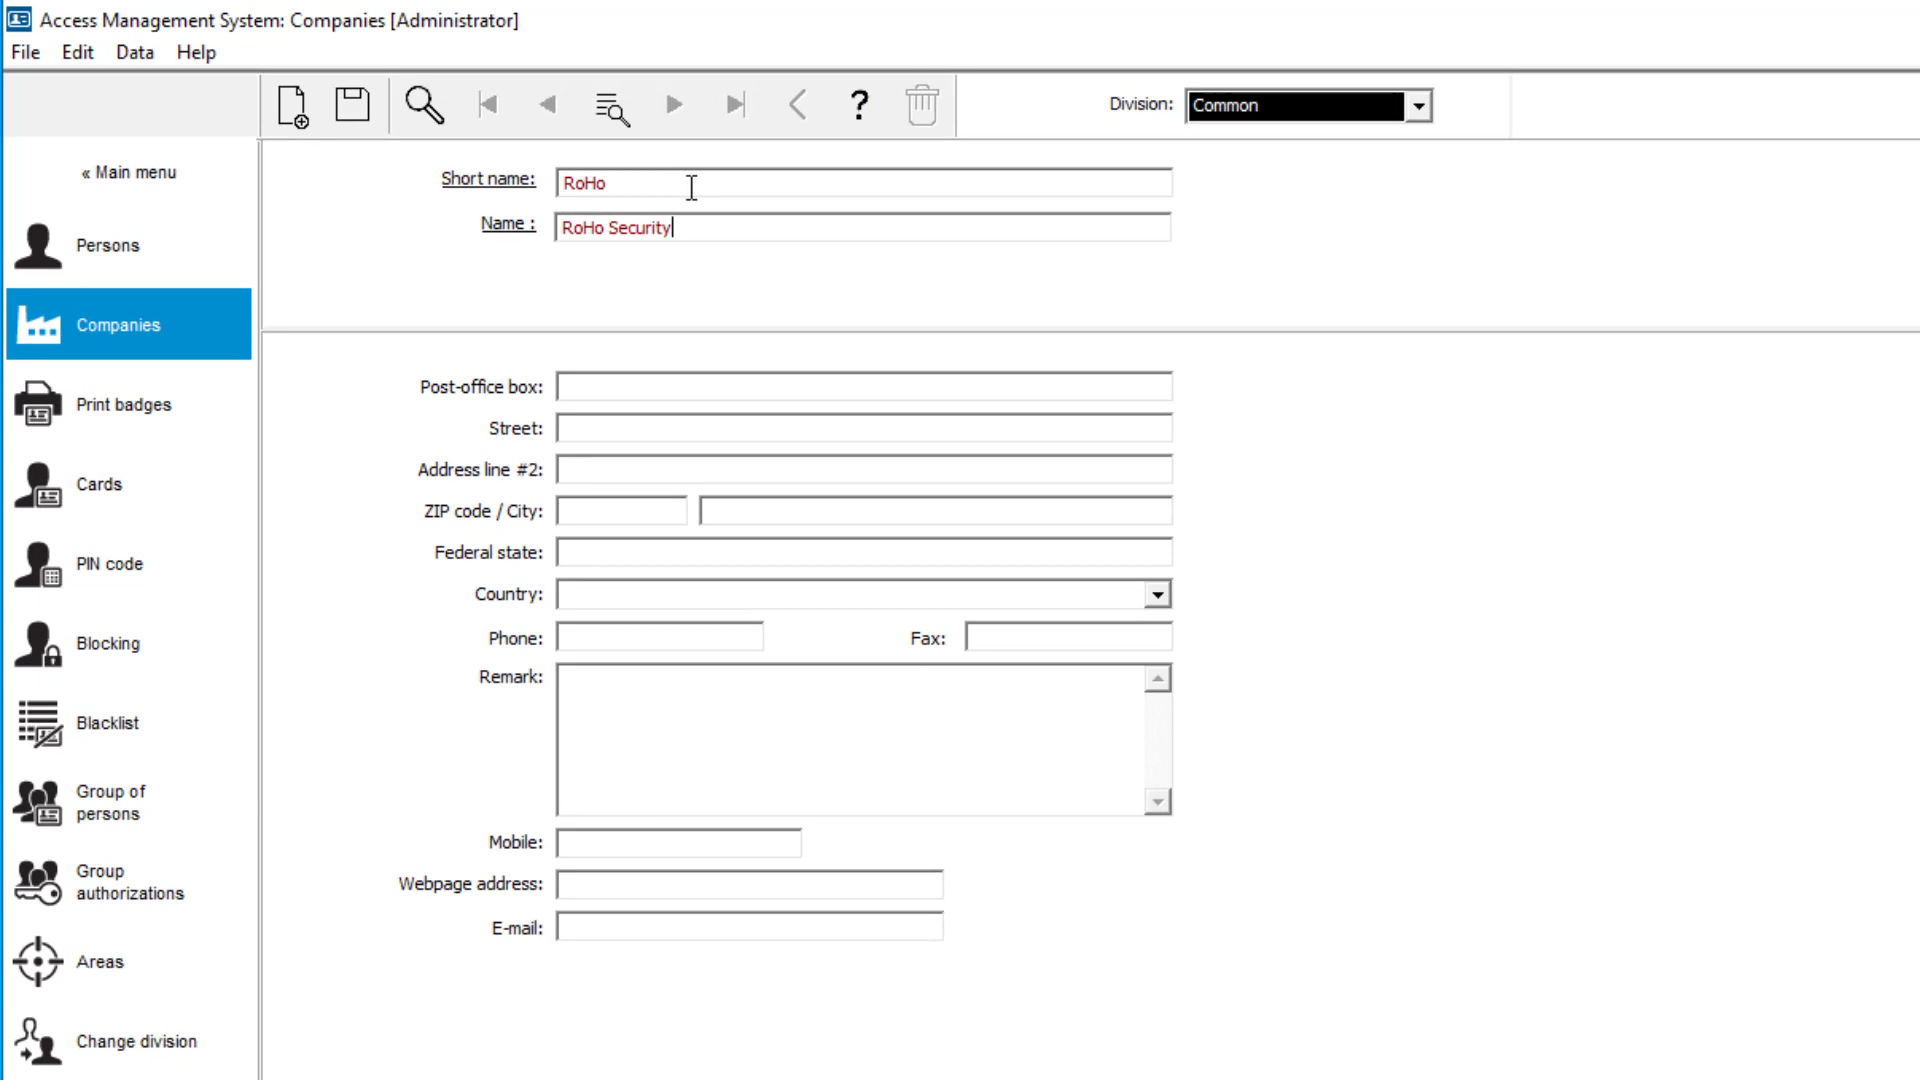 Access Management System: Companies [Administrator]
File Edit Data Help
Division: Common
« Main menu
Persons
Companies
Print badges
Cards
PIN code
Blocking
Blacklist
Group of
persons
Group
authorizations
Areas
Change division
Short name: RoHo
Name : RoHo Security
Post-office box:
Street:
Address line #2:
ZIP code / City:
Federal state:
Country:
Phone: Fax:
Remark:
Mobile:
Webpage address:
E-mail: